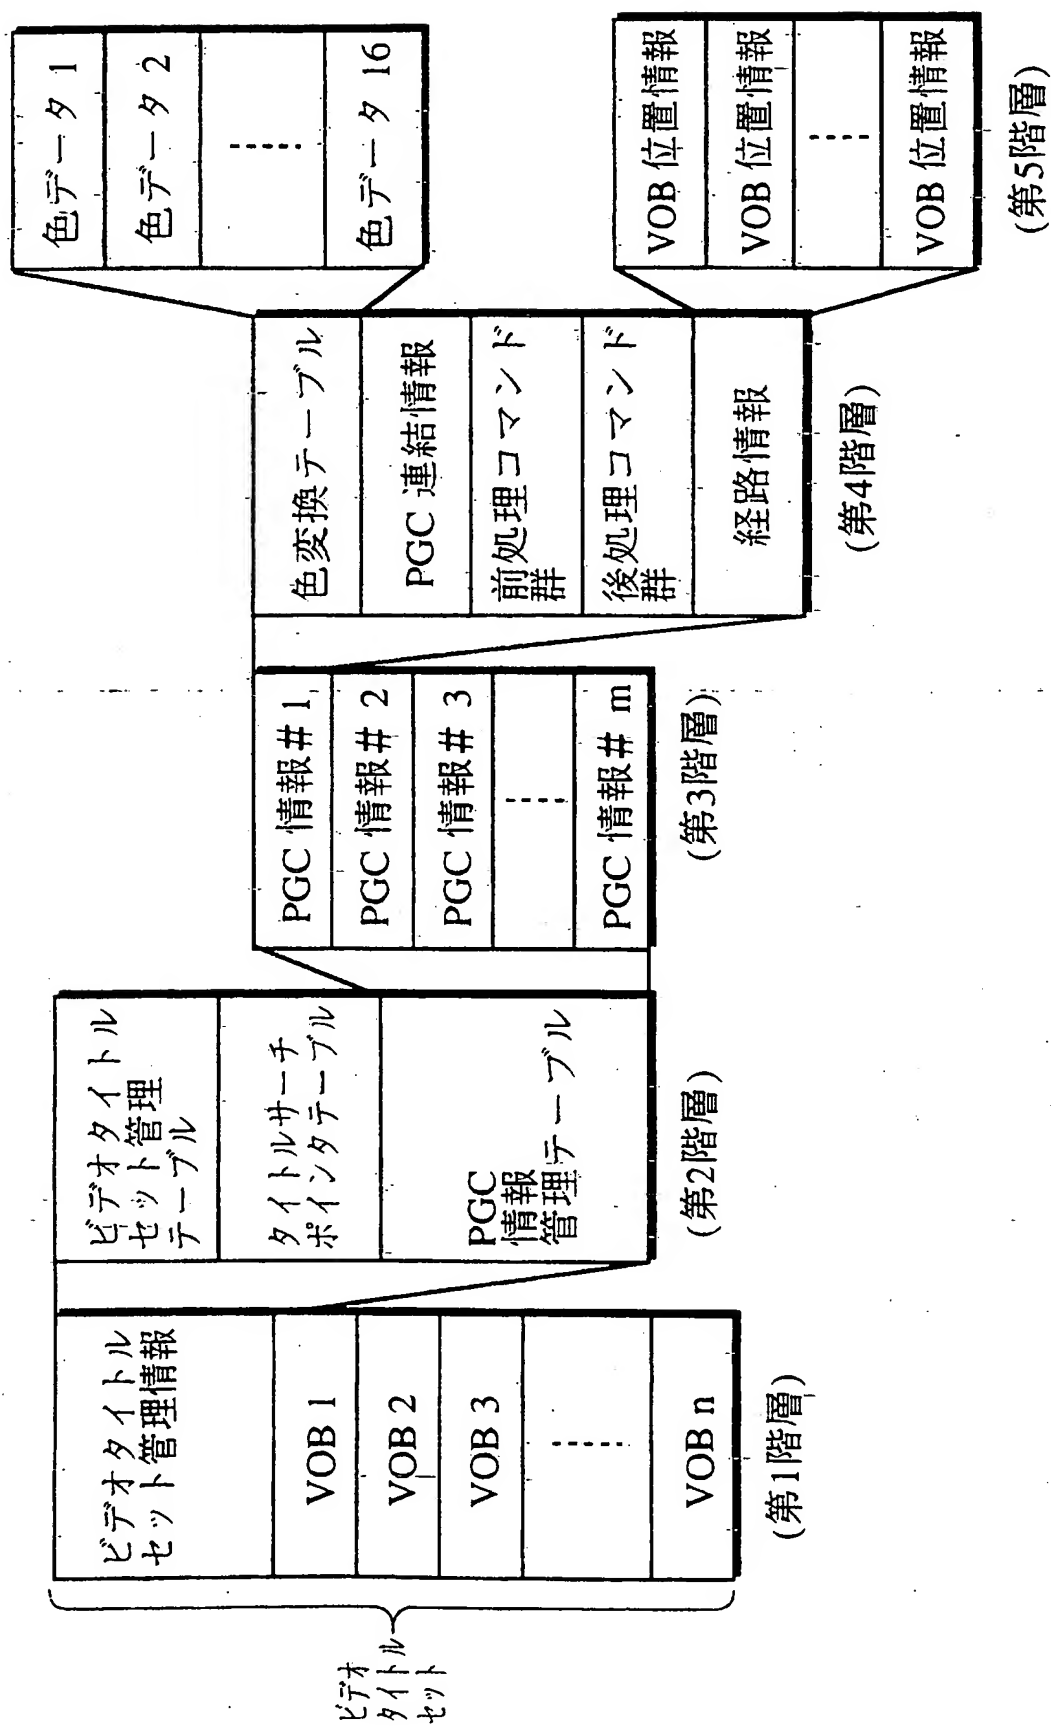 ビデオ
タイトル
セット
ビデオタイトル
セット管理情報
VOB 1
VOB 2
VOB 3
VOB n
(第1階層)
ビデオタイトル
セット管理
テーブル
タイトルサーチ
ポインタテーブル
PGC
情報
管理テーブル
(第2階層)
PGC 情報# 1
PGC 情報# 2
PGC 情報# 3
PGC 情報# m
(第3階層)
色変換テーブル
PGC 連結情報
前処理コマンド
群
後処理コマンド
群
経路情報
(第4階層)
色データ 1
色データ 2
色データ 16
VOB 位置情報
VOB 位置情報
VOB 位置情報
(第5階層)